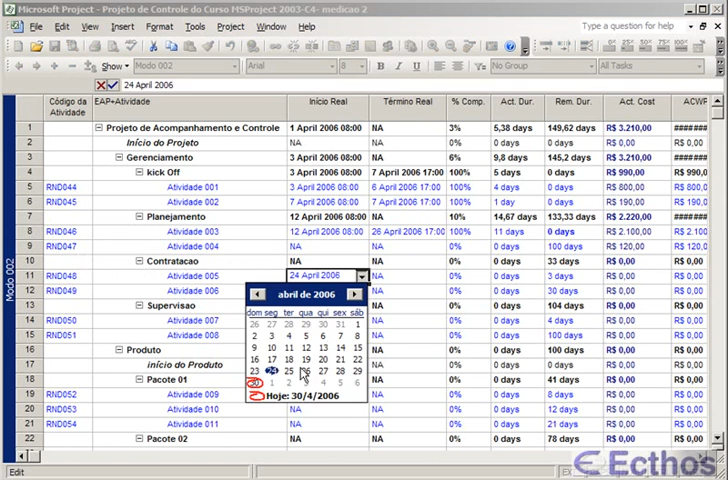 Microsoft Project - Projeto de Controle do Curso MSProject 2003-C4- medicao 2
File Edit View Insert Format Tools Project Window Help Type a question for help
Show Modo 002 Arial 8 No Group All Tasks
24 April 2006
Código da Atividade EAP+Atividade Início Real Término Real % Comp. Act. Dur. Rem. Dur. Act. Cost ACWP
1 Projeto de Acompanhamento e Controle 1 April 2006 08:00 NA 3% 5,38 days 149,62 days R$ 3.210,00 #######
2 Início do Projeto NA NA 0% 0 days 0 days R$ 0,00 R$ 0,00
3 Gerenciamento 3 April 2006 08:00 NA 6% 9,8 days 145,2 days R$ 3.210,00 #######
4 kick Off 3 April 2006 08:00 7 April 2006 17:00 100% 5 days 0 days R$ 990,00 R$ 990,0
5 RND044 Atividade 001 3 April 2006 08:00 6 April 2006 17:00 100% 4 days 0 days R$ 800,00 R$ 800,0
6 RND045 Atividade 002 7 April 2006 08:00 7 April 2006 17:00 100% 1 day 0 days R$ 190,00 R$ 190,0
7 Planejamento 12 April 2006 08:00 NA 10% 14,67 days 133,33 days R$ 2.220,00 #######
8 RND046 Atividade 003 12 April 2006 08:00 26 April 2006 17:00 100% 11 days 0 days R$ 2.100,00 R$ 2.100,
9 RND047 Atividade 004 NA NA 0% 0 days 100 days R$ 120,00 R$ 120,0
10 Contratacao NA NA 0% 0 days 33 days R$ 0,00 R$ 0,00
11 RND048 Atividade 005 24 April 2006 NA 0% 0 days 3 days R$ 0,00 R$ 0,00
12 RND049 Atividade 006 NA 0% 0 days 30 days R$ 0,00 R$ 0,00
13 Supervisao NA 0% 0 days 104 days R$ 0,00 R$ 0,00
14 RND050 Atividade 007 NA 0% 0 days 4 days R$ 0,00 R$ 0,00
15 RND051 Atividade 008 NA 0% 0 days 100 days R$ 0,00 R$ 0,00
16 Produto NA 0% 0 days 99 days R$ 0,00 R$ 0,00
17 início do Produto NA 0% 0 days 0 days R$ 0,00 R$ 0,00
18 Pacote 01 NA 0% 0 days 41 days R$ 0,00 R$ 0,00
19 RND052 Atividade 009 NA 0% 0 days 8 days R$ 0,00 R$ 0,00
20 RND053 Atividade 010 NA NA 0% 0 days 12 days R$ 0,00 R$ 0,00
21 RND054 Atividade 011 NA NA 0% 0 days 21 days R$ 0,00 R$ 0,00
22 Pacote 02 NA NA 0% 0 days 78 days R$ 0,00 R$ 0,00
abril de 2006
dom seg ter qua qui sex sáb
26 27 28 29 30 31 1
2 3 4 5 6 7 8
9 10 11 12 13 14 15
16 17 18 19 20 21 22
23 24 25 26 27 28 29
30 1 2 3 4 5 6
Hoje: 30/4/2006
Modo 002
Edit
Ecthos